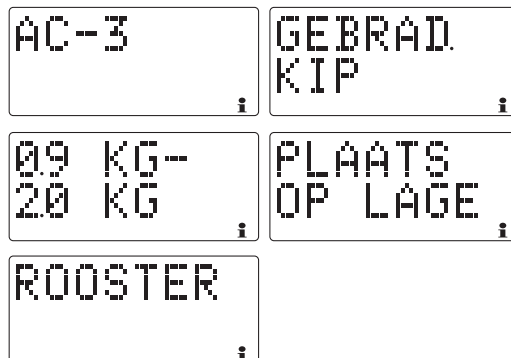 AC-3
GEBRAD.
KIP
0.9 KG-
2.0 KG
PLAATS
OP LAGE
ROOSTER